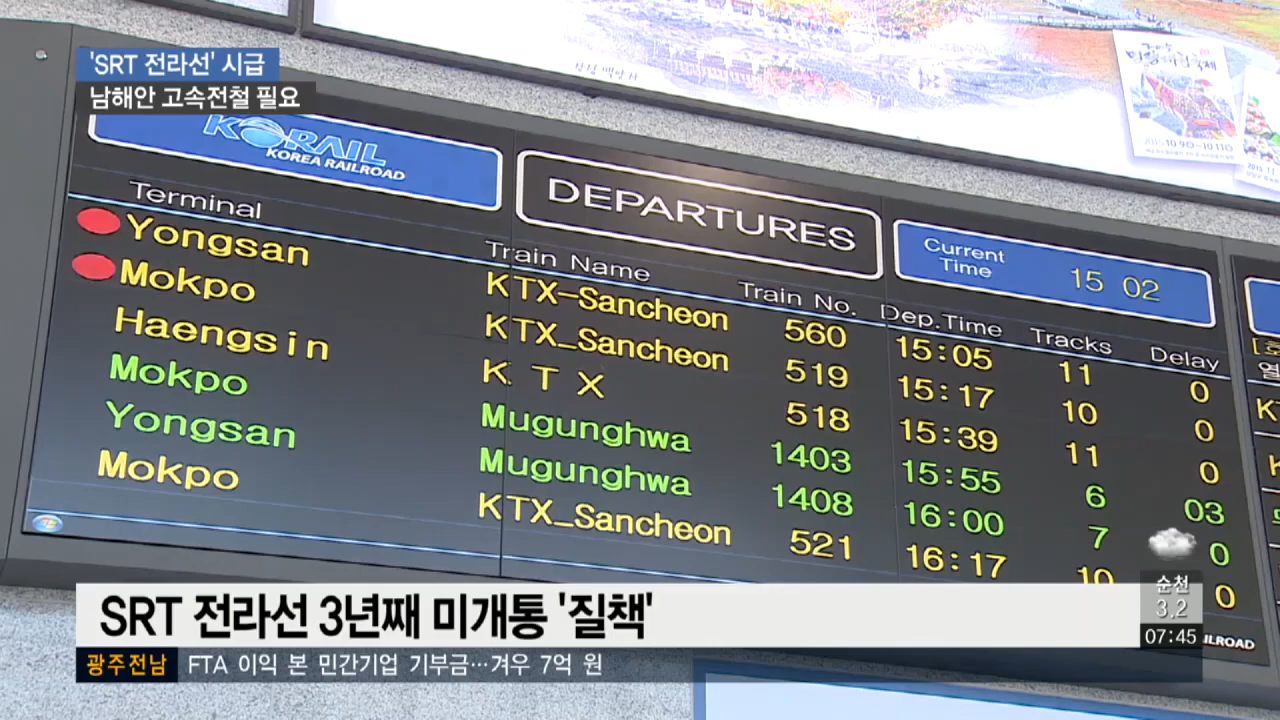 'SRT 전라선' 시급
남해안 고속전철 필요
2015 10.9.~10.11
KORAIL
KOREA RAILROAD
DEPARTURES
Current Time 15 02
Terminal Train Name Train No. Dep.Time Tracks Delay
Yongsan KTX-Sancheon 560 15:05 11 0
Mokpo KTX_Sancheon 519 15:17 10 0
Haengsin K T X 518 15:39 11 0
Mokpo Mugunghwa 1403 15:55 6 03
Yongsan Mugunghwa 1408 16:00 7 0
Mokpo KTX_Sancheon 521 16:17 10 0
순천
3.2
07:45
SRT 전라선 3년째 미개통 '질책'
광주전남 FTA 이익 본 민간기업 기부금…겨우 7억 원